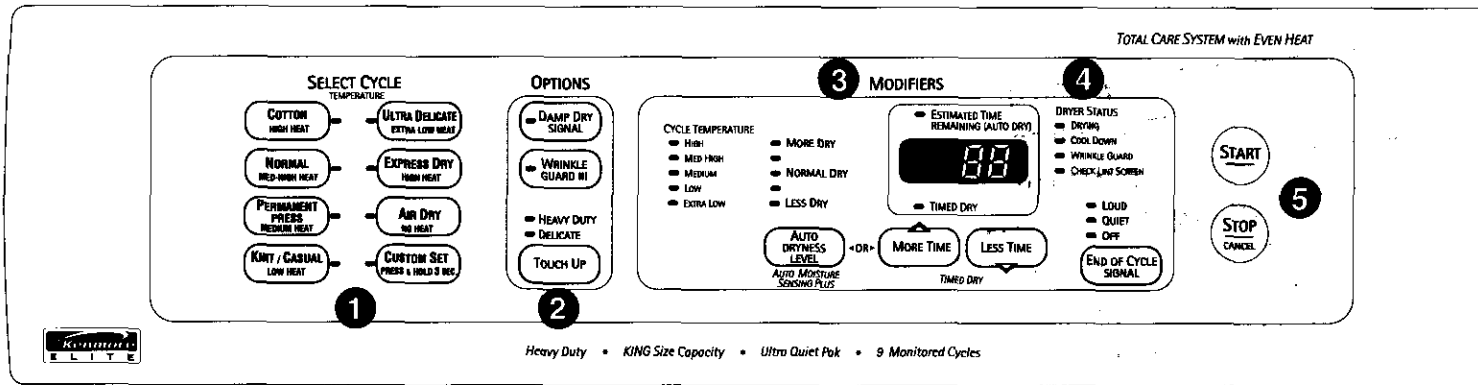 TOTAL CARE SYSTEM with EVEN HEAT
SELECT CYCLE
TEMPERATURE
COTTON
HIGH HEAT
ULTRA DELICATE
EXTRA LOW HEAT
NORMAL
MED-HIGH HEAT
EXPRESS DRY
HIGH HEAT
PERMANENT
PRESS
MEDIUM HEAT
AIR DRY
NO HEAT
KNIT / CASUAL
LOW HEAT
CUSTOM SET
PRESS & HOLD 3 SEC.
1
OPTIONS
DAMP DRY
SIGNAL
WRINKLE
GUARD III
HEAVY DUTY
DELICATE
TOUCH UP
2
3 MODIFIERS
CYCLE TEMPERATURE
HIGH
MED HIGH
MEDIUM
LOW
EXTRA LOW
MORE DRY
NORMAL DRY
LESS DRY
AUTO
DRYNESS
LEVEL
AUTO MOISTURE
SENSING PLUS
◂OR▸
ESTIMATED TIME
REMAINING (AUTO DRY)
88
TIMED DRY
MORE TIME
LESS TIME
TIMED DRY
4
DRYER STATUS
DRYING
COOL DOWN
WRINKLE GUARD
CHECK LINT SCREEN
LOUD
QUIET
OFF
END OF CYCLE
SIGNAL
START
STOP
CANCEL
5
Kenmore
ELITE
Heavy Duty • KING Size Capacity • Ultra Quiet Pak • 9 Monitored Cycles